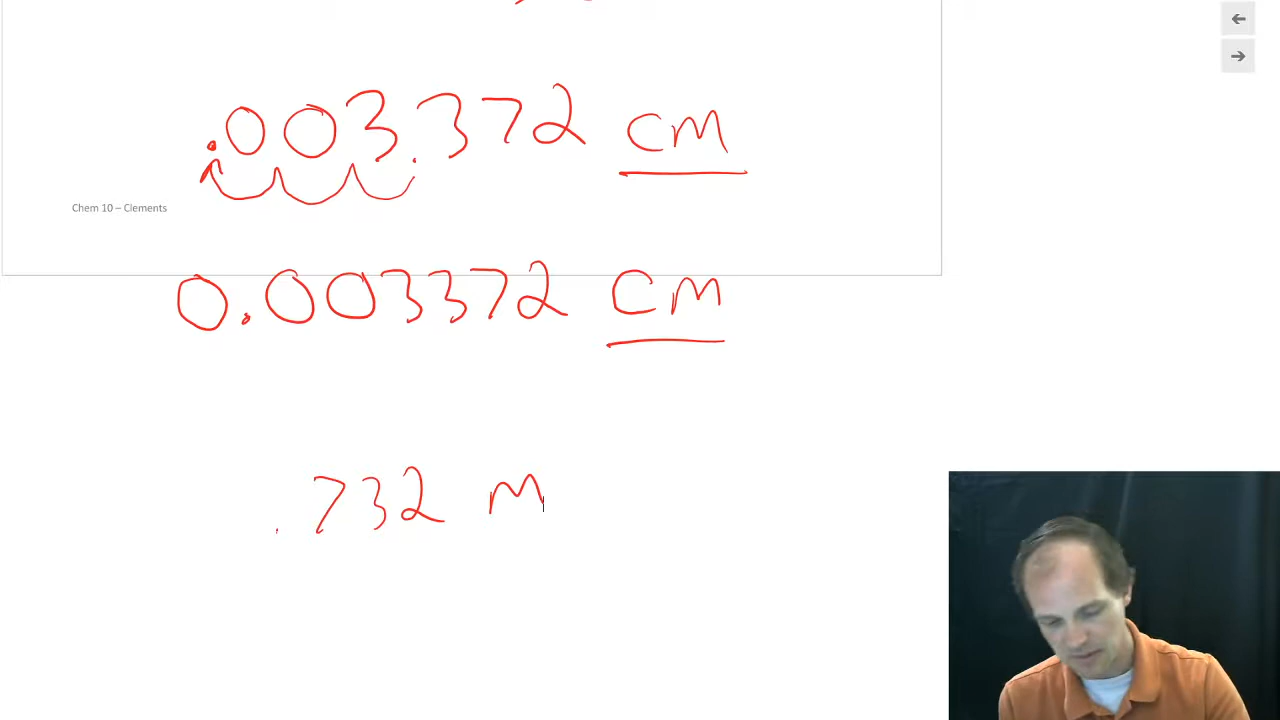 .003.372 cm
Chem 10 – Clements
0.003372 cm
.732 m